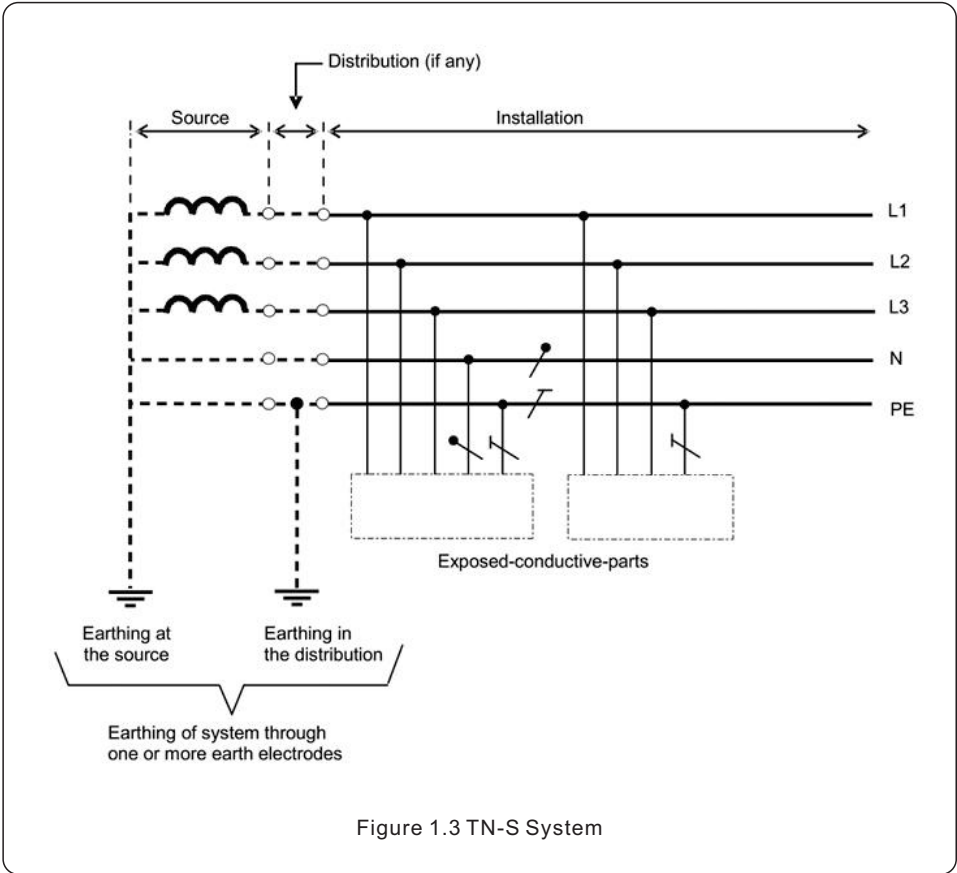 Distribution (if any)
Source
Installation
L1
L2
L3
N
PE
Exposed-conductive-parts
Earthing at
the source
Earthing in
the distribution
Earthing of system through
one or more earth electrodes
Figure 1.3 TN-S System